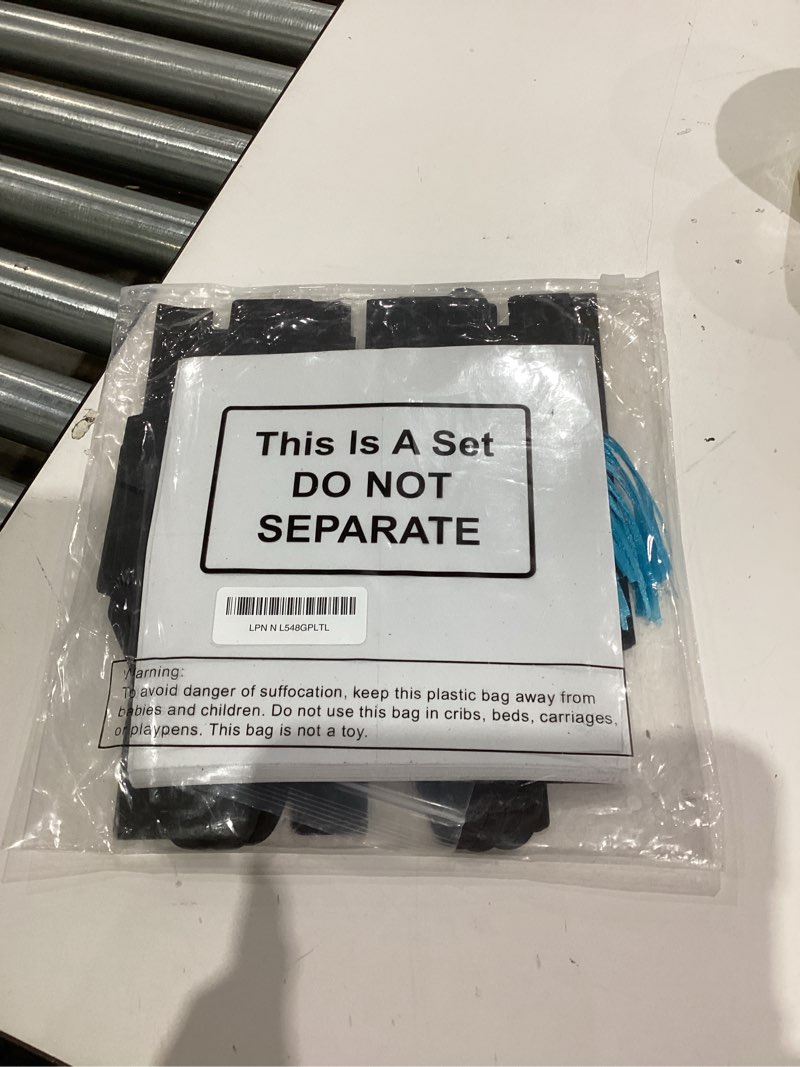 This Is A Set
DO NOT
SEPARATE
LPN N L548GPLTL
Warning:
To avoid danger of suffocation, keep this plastic bag away from
babies and children. Do not use this bag in cribs, beds, carriages,
or playpens. This bag is not a toy.